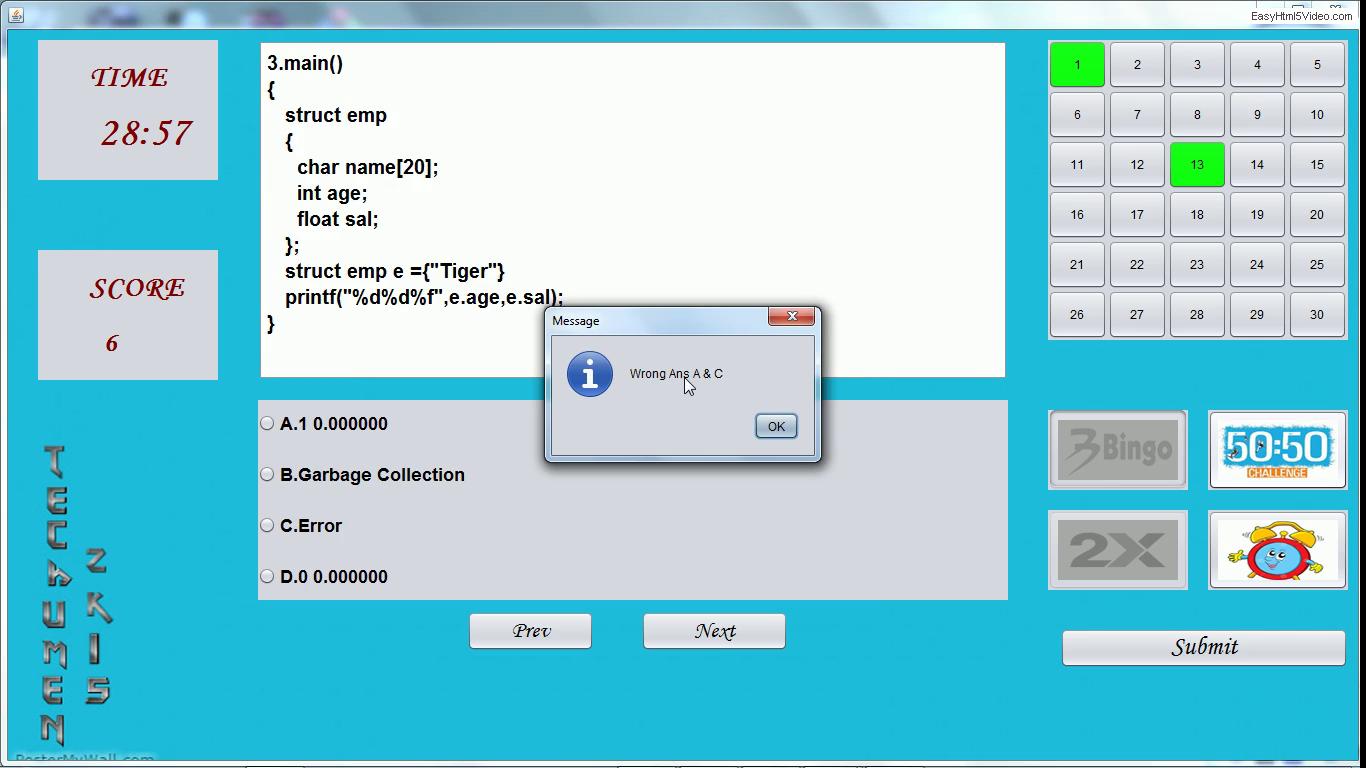 EasyHtml5Video.com
TIME
28:57
SCORE
6
3.main()
{
struct emp
{
char name[20];
int age;
float sal;
};
struct emp e ={"Tiger"}
printf("%d%d%f",e.age,e.sal);
}
Message
Wrong Ans A & C
OK
A.1 0.000000
B.Garbage Collection
C.Error
D.0 0.000000
Prev
Next
1 2 3 4 5
6 7 8 9 10
11 12 13 14 15
16 17 18 19 20
21 22 23 24 25
26 27 28 29 30
3Bingo
50:50
CHALLENGE
2X
Submit
TECHUMEN
2K15
PosterMyWall.com